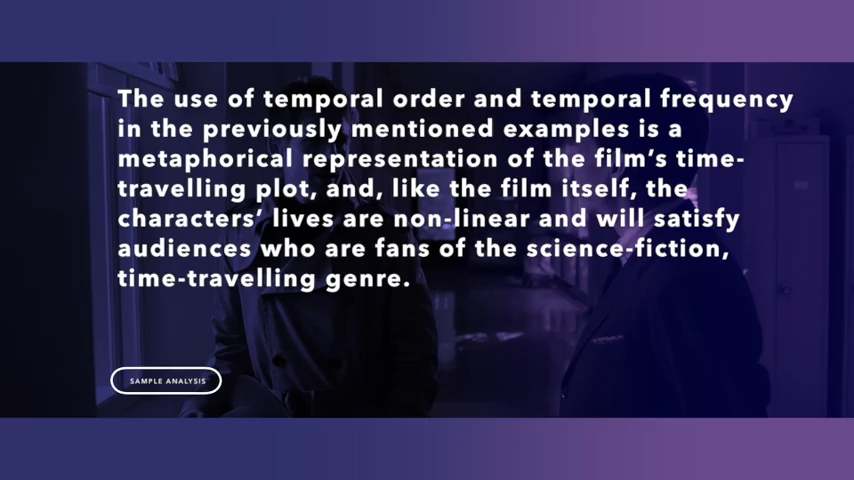 The use of temporal order and temporal frequency
in the previously mentioned examples is a
metaphorical representation of the film’s time-
travelling plot, and, like the film itself, the
characters’ lives are non-linear and will satisfy
audiences who are fans of the science-fiction,
time-travelling genre.
SAMPLE ANALYSIS